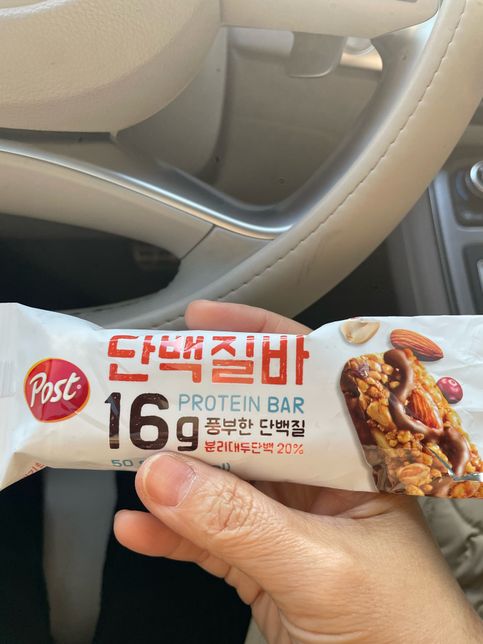 Post
단백질바
16g
PROTEIN BAR
풍부한 단백질
분리대두단백 20%
50